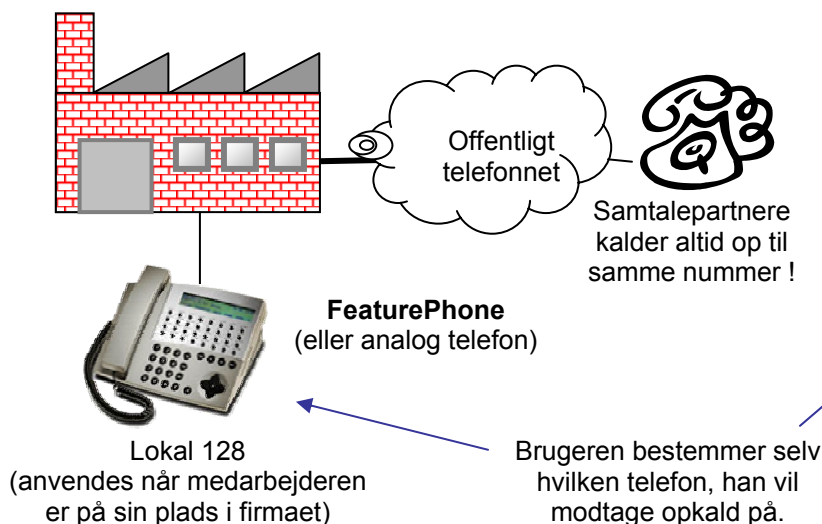 Offentligt
telefonnet
Samtalepartnere
kalder altid op til
samme nummer !
FeaturePhone
(eller analog telefon)
Lokal 128
(anvendes når medarbejderen
er på sin plads i firmaet)
Brugeren bestemmer selv
hvilken telefon, han vil
modtage opkald på.